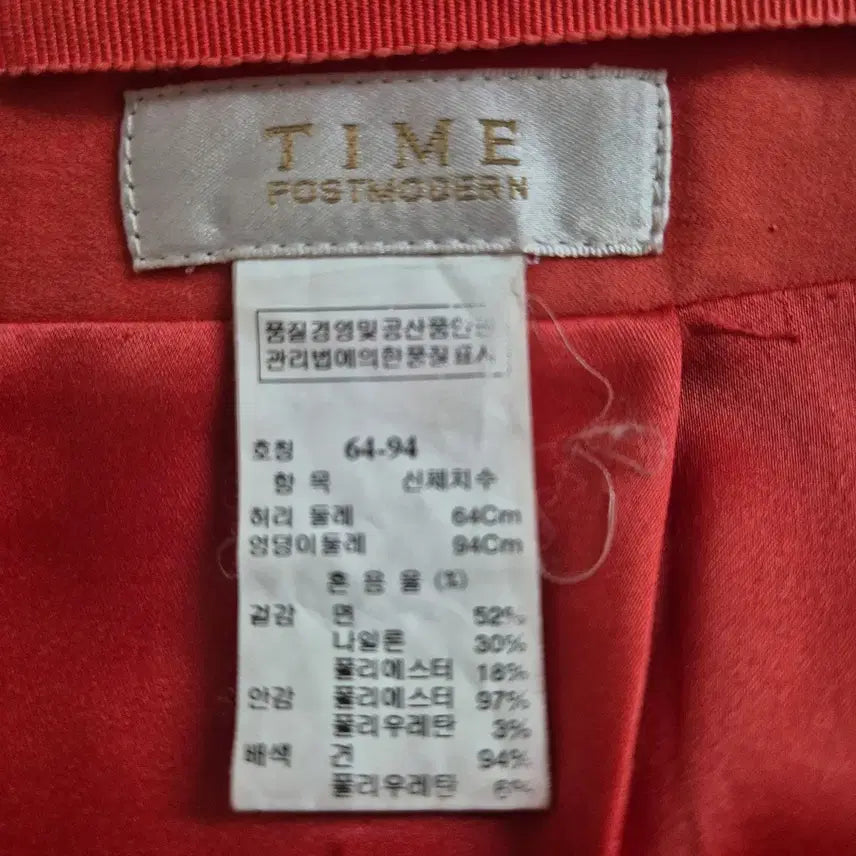 TIME
POSTMODERN
품질경영및공산품안전
관리법에의한품질표시
호칭 64-94
항 목 신체치수
허리 둘레 64Cm
엉덩이둘레 94Cm
혼 용 율 (%)
겉감 면 52%
나일론 30%
폴리에스터 18%
안감 폴리에스터 97%
폴리우레탄 3%
배색 견 94%
폴리우레탄 6%